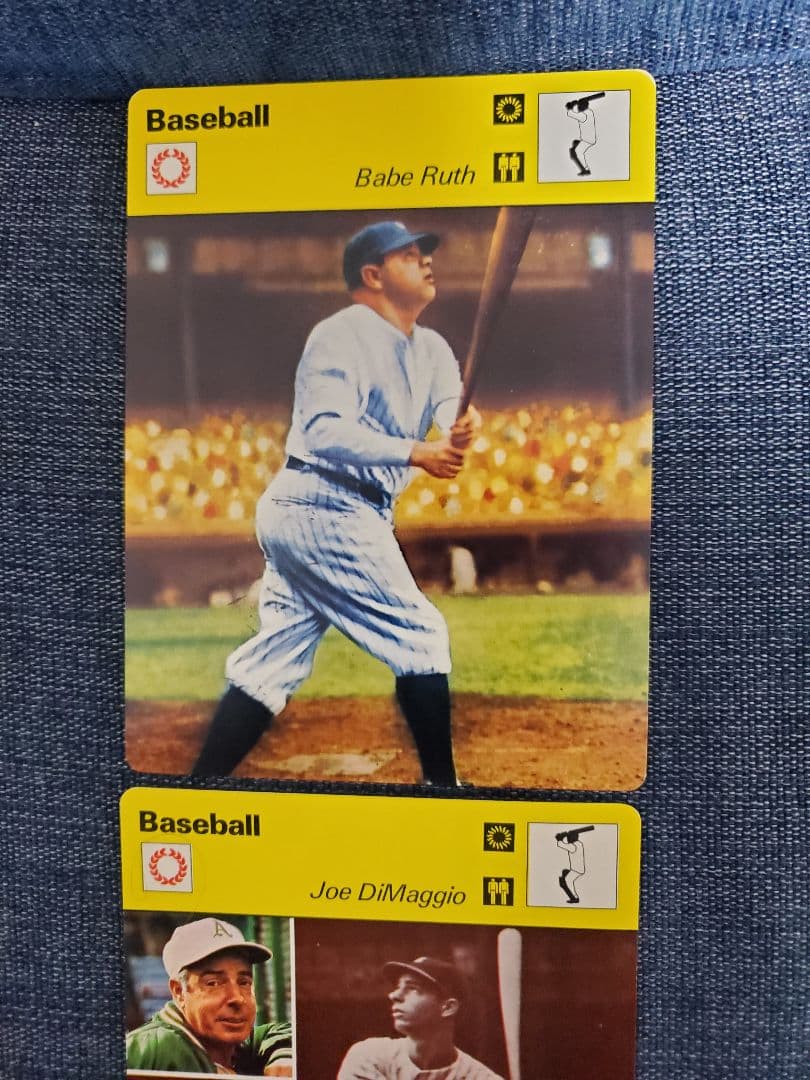 Baseball
Babe Ruth
Baseball
Joe DiMaggio
A